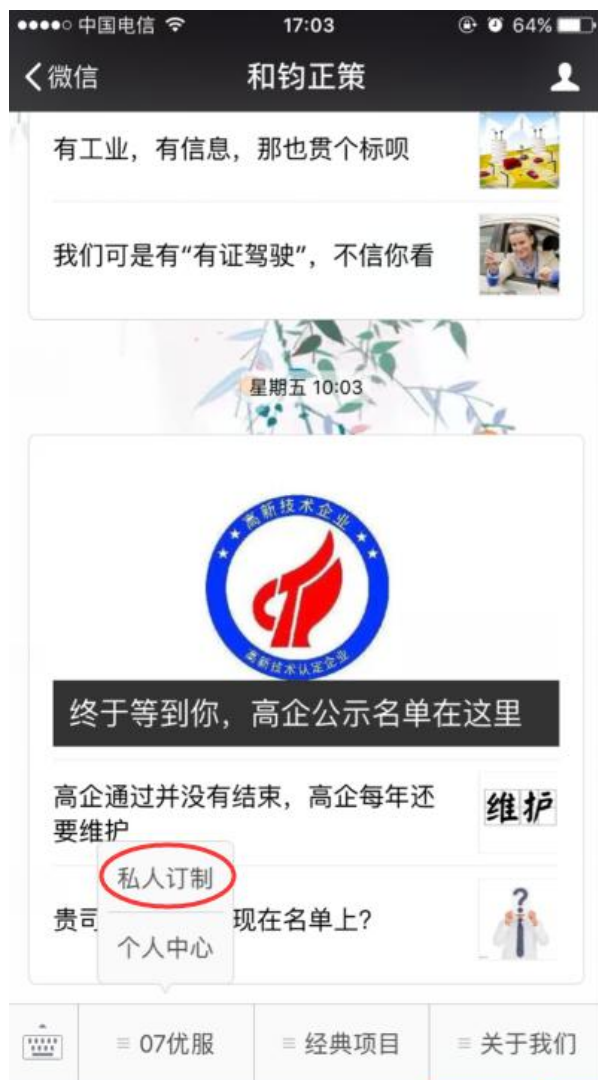 中国电信 17:03 64%
微信 和钧正策
有工业，有信息，那也贯个标呗
我们可是有“有证驾驶”，不信你看
星期五 10:03
高新技术企业
高新技术认定企业
终于等到你，高企公示名单在这里
高企通过并没有结束，高企每年还
要维护
维护
私人订制
贵司 现在名单上？
个人中心
07优服 经典项目 关于我们